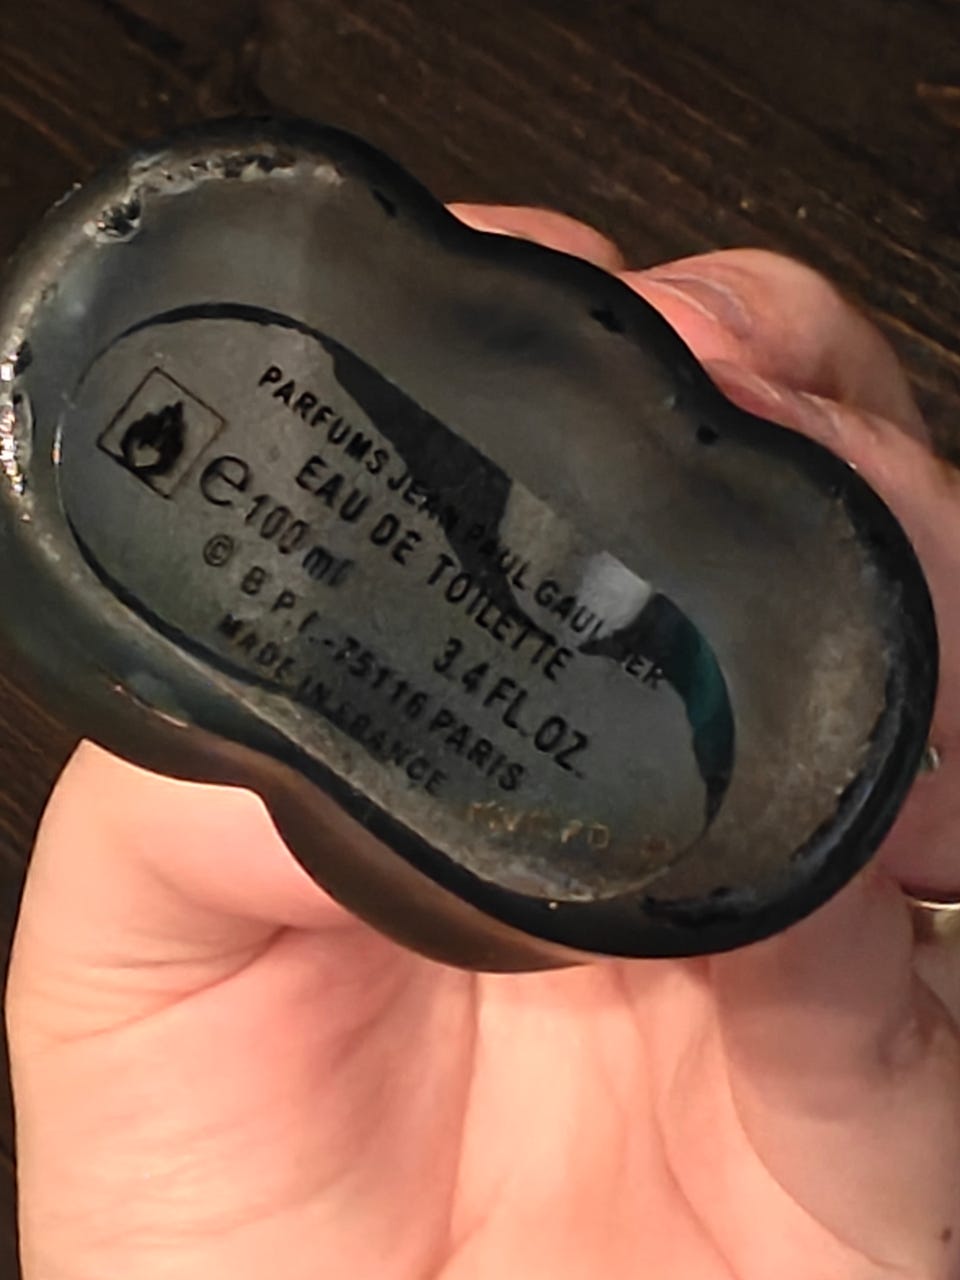 PARFUMS JEAN PAUL GAULTIER
EAU DE TOILETTE
℮ 100 ml 3.4 FL.OZ.
© B.P.I.-75116 PARIS
MADE IN FRANCE